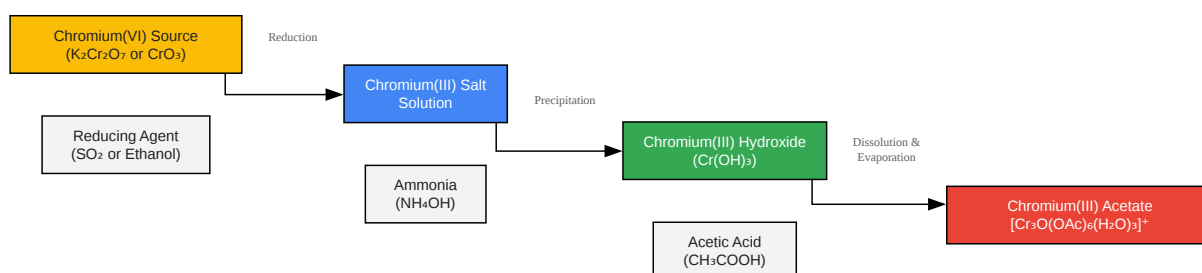 Chromium(VI) Source
(K₂Cr₂O₇ or CrO₃)
Reduction
Reducing Agent
(SO₂ or Ethanol)
Chromium(III) Salt
Solution
Precipitation
Ammonia
(NH₄OH)
Chromium(III) Hydroxide
(Cr(OH)₃)
Dissolution &
Evaporation
Acetic Acid
(CH₃COOH)
Chromium(III) Acetate
[Cr₃O(OAc)₆(H₂O)₃]⁺